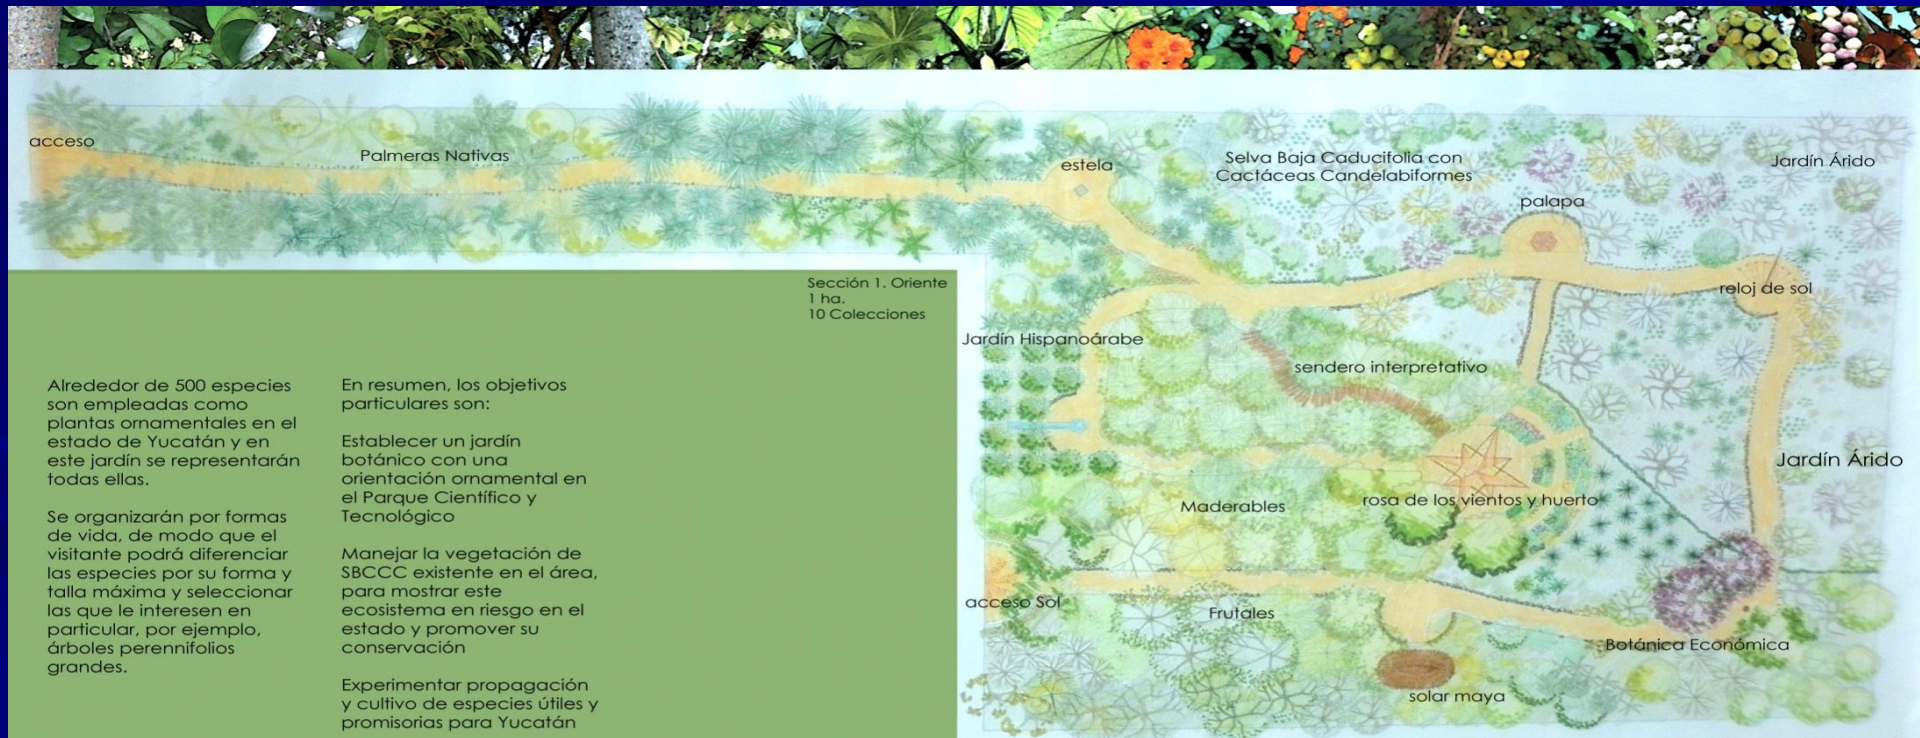 acceso
Palmeras Nativas
estela
Selva Baja Caducifolia con
Cactáceas Candelabiformes
Jardín Árido
palapa
reloj de sol
Sección 1. Oriente
1 ha.
10 Colecciones
Jardín Hispanoárabe
sendero interpretativo
Jardín Árido
rosa de los vientos y huerto
Maderables
acceso Sol
Frutales
Botánica Económica
solar maya
Alrededor de 500 especies
son empleadas como
plantas ornamentales en el
estado de Yucatán y en
este jardín se representarán
todas ellas.
Se organizarán por formas
de vida, de modo que el
visitante podrá diferenciar
las especies por su forma y
talla máxima y seleccionar
las que le interesen en
particular, por ejemplo,
árboles perennifolios
grandes.
En resumen, los objetivos
particulares son:
Establecer un jardín
botánico con una
orientación ornamental en
el Parque Científico y
Tecnológico
Manejar la vegetación de
SBCCC existente en el área,
para mostrar este
ecosistema en riesgo en el
estado y promover su
conservación
Experimentar propagación
y cultivo de especies útiles y
promisorias para Yucatán